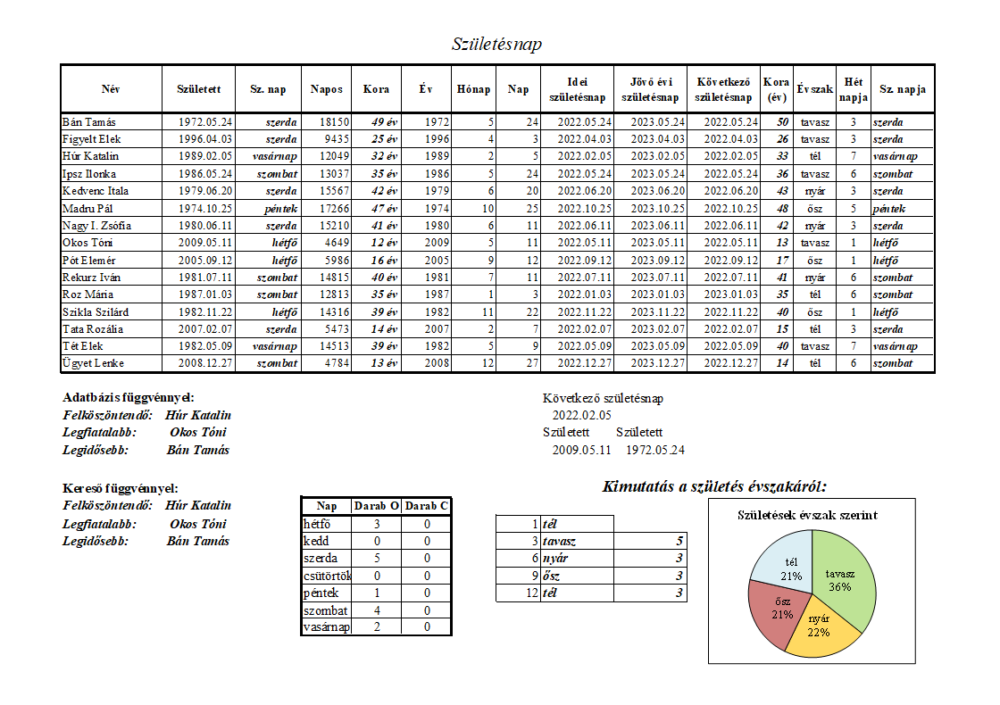 Születésnap
Név Született Sz. nap Napos Kora Év Hónap Nap Idei születésnap Jövő évi születésnap Következő születésnap Kora (év) Évszak Hét napja Sz. napja
Bán Tamás 1972.05.24 szerda 18150 49 év 1972 5 24 2022.05.24 2023.05.24 2022.05.24 50 tavasz 3 szerda
Figyelt Elek 1996.04.03 szerda 9435 25 év 1996 4 3 2022.04.03 2023.04.03 2022.04.03 26 tavasz 3 szerda
Húr Katalin 1989.02.05 vasárnap 12049 32 év 1989 2 5 2022.02.05 2023.02.05 2022.02.05 33 tél 7 vasárnap
Ipsz Ilonka 1986.05.24 szombat 13037 35 év 1986 5 24 2022.05.24 2023.05.24 2022.05.24 36 tavasz 6 szombat
Kedvenc Itala 1979.06.20 szerda 15567 42 év 1979 6 20 2022.06.20 2023.06.20 2022.06.20 43 nyár 3 szerda
Madru Pál 1974.10.25 péntek 17266 47 év 1974 10 25 2022.10.25 2023.10.25 2022.10.25 48 ősz 5 péntek
Nagy I. Zsófia 1980.06.11 szerda 15210 41 év 1980 6 11 2022.06.11 2023.06.11 2022.06.11 42 nyár 3 szerda
Okos Tóni 2009.05.11 hétfő 4649 12 év 2009 5 11 2022.05.11 2023.05.11 2022.05.11 13 tavasz 1 hétfő
Pót Elemér 2005.09.12 hétfő 5986 16 év 2005 9 12 2022.09.12 2023.09.12 2022.09.12 17 ősz 1 hétfő
Rekurz Iván 1981.07.11 szombat 14815 40 év 1981 7 11 2022.07.11 2023.07.11 2022.07.11 41 nyár 6 szombat
Roz Mária 1987.01.03 szombat 12813 35 év 1987 1 3 2022.01.03 2023.01.03 2023.01.03 35 tél 6 szombat
Szikla Szilárd 1982.11.22 hétfő 14316 39 év 1982 11 22 2022.11.22 2023.11.22 2022.11.22 40 ősz 1 hétfő
Tata Rozália 2007.02.07 szerda 5473 14 év 2007 2 7 2022.02.07 2023.02.07 2022.02.07 15 tél 3 szerda
Tét Elek 1982.05.09 vasárnap 14513 39 év 1982 5 9 2022.05.09 2023.05.09 2022.05.09 40 tavasz 7 vasárnap
Ügyet Lenke 2008.12.27 szombat 4784 13 év 2008 12 27 2022.12.27 2023.12.27 2022.12.27 14 tél 6 szombat
Adatbázis függvénnyel: Következő születésnap
Felköszöntendő: Húr Katalin 2022.02.05
Legfiatalabb: Okos Tóni Született Született
Legidősebb: Bán Tamás 2009.05.11 1972.05.24
Kereső függvénnyel:
Felköszöntendő: Húr Katalin
Legfiatalabb: Okos Tóni
Legidősebb: Bán Tamás
Nap Darab O Darab C
hétfő 3 0
kedd 0 0
szerda 5 0
csütörtök 0 0
péntek 1 0
szombat 4 0
vasárnap 2 0
Kimutatás a születés évszakáról:
1 tél
3 tavasz 5
6 nyár 3
9 ősz 3
12 tél 3
Születések évszak szerint
tél
21%
tavasz
36%
ősz
21%
nyár
22%